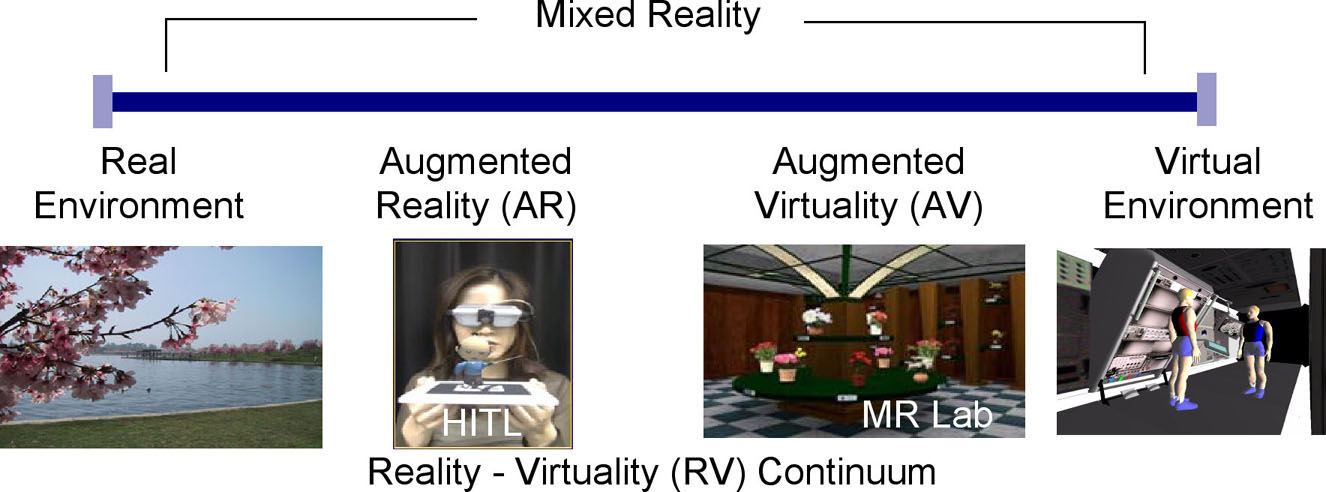 Mixed Reality
Real
Environment
Augmented
Reality (AR)
Augmented
Virtuality (AV)
Virtual
Environment
HITL
MR Lab
Reality - Virtuality (RV) Continuum